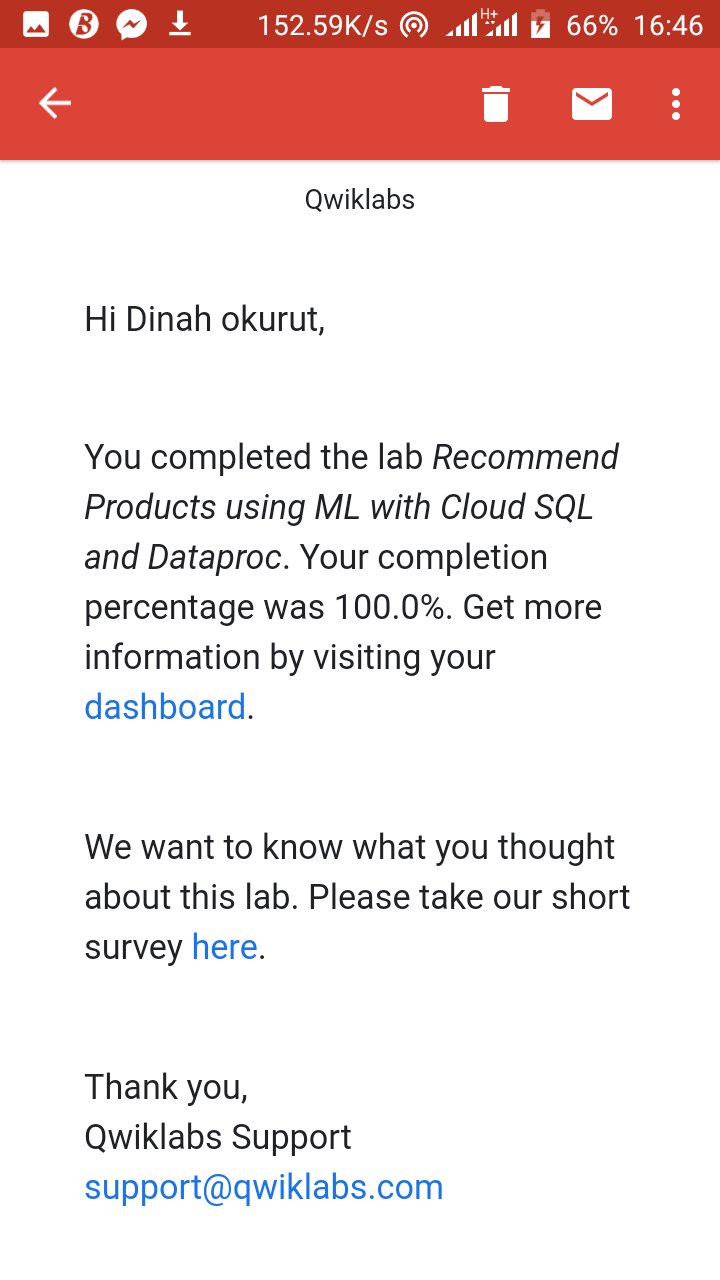 152.59K/s H+ 66% 16:46
Qwiklabs
Hi Dinah okurut,
You completed the lab Recommend
Products using ML with Cloud SQL
and Dataproc. Your completion
percentage was 100.0%. Get more
information by visiting your
dashboard.
We want to know what you thought
about this lab. Please take our short
survey here.
Thank you,
Qwiklabs Support
support@qwiklabs.com